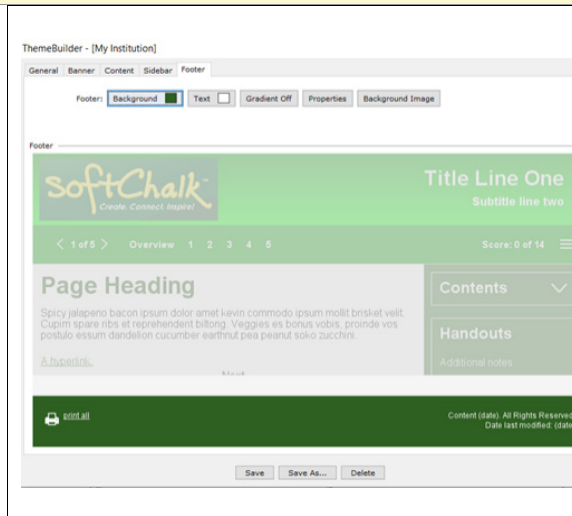 ThemeBuilder - [My Institution]
General Banner Content Sidebar Footer
Footer: Background Text Gradient Off Properties Background Image
Footer
SoftChalk
Create. Connect. Inspire!
Title Line One
Subtitle line two
< 1 of 5 > Overview 1 2 3 4 5 Score: 0 of 14
Page Heading
Spicy jalapeno bacon ipsum dolor amet kevin commodo ipsum mollit brisket velit.
Cupim spare ribs et reprehenderit biltong. Veggies es bonus vobis, proinde vos
postulo essum dandelion cucumber earthnut pea peanut soko zucchini.
A hyperlink.
Contents
Handouts
Additional notes
print all
Content (date). All Rights Reserved
Date last modified: (date
Save Save As... Delete